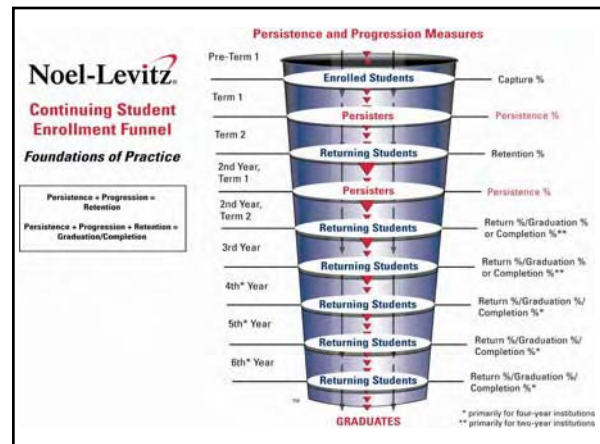 Persistence and Progression Measures
Noel-Levitz®
Continuing Student
Enrollment Funnel
Foundations of Practice
Persistence + Progression =
Retention
Persistence + Progression + Retention =
Graduation/Completion
Pre-Term 1
Enrolled Students
Capture %
Term 1
Persisters
Persistence %
Term 2
Returning Students
Retention %
2nd Year,
Term 1
Persisters
Persistence %
2nd Year,
Term 2
Returning Students
Return %/Graduation %
or Completion %**
3rd Year
Returning Students
Return %/Graduation %
or Completion %**
4th* Year
Returning Students
Return %/Graduation %/
Completion %*
5th* Year
Returning Students
Return %/Graduation %/
Completion %*
6th* Year
Returning Students
Return %/Graduation %/
Completion %*
TM
GRADUATES
* primarily for four-year institutions
** primarily for two-year institutions